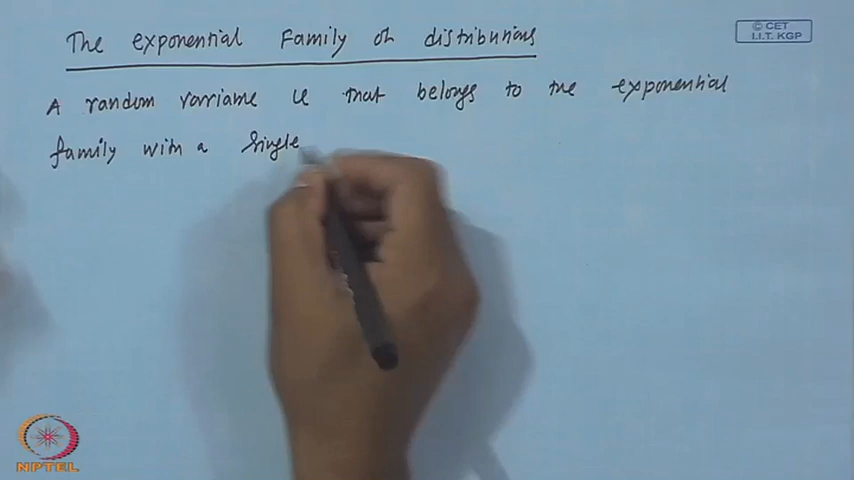 The exponential Family of distributions
© CET
I.I.T. KGP
A random variable u that belongs to the exponential
family with a single
NPTEL